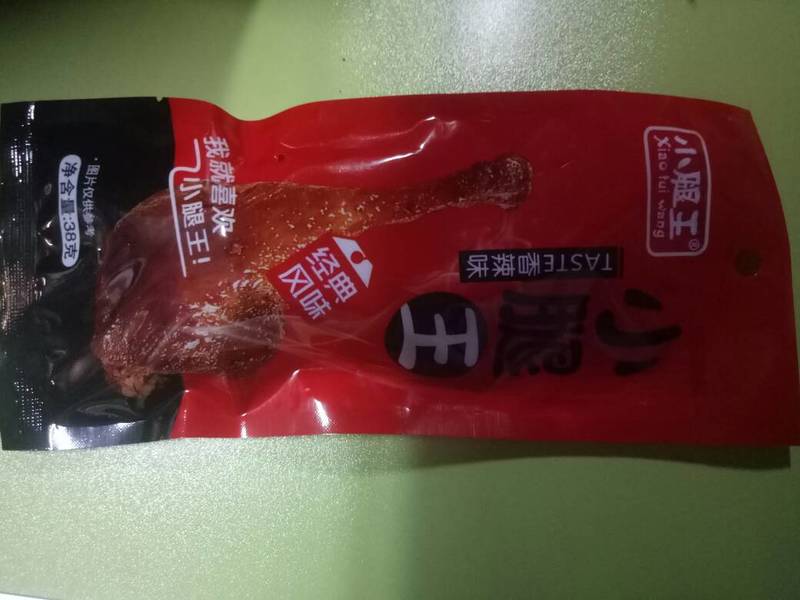 小腿王®
xiao tui wang
小腿王
TASTE香辣味
经典
风味
我就喜欢
小腿王!
·图片仅供参考
净含量:38克